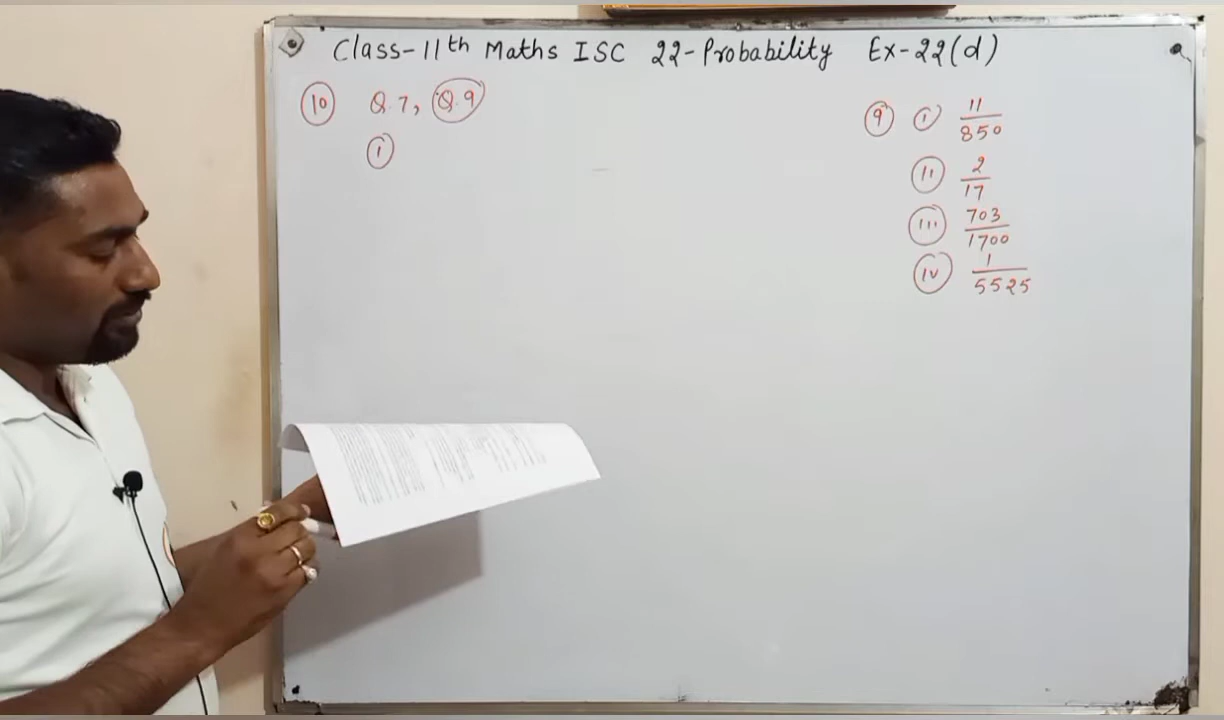 Class-11th Maths ISC 22-Probability Ex-22(d)
10 Q.7, Q.9
i
9 i 11/850
ii 2/17
iii 703/1700
iv 1/5525